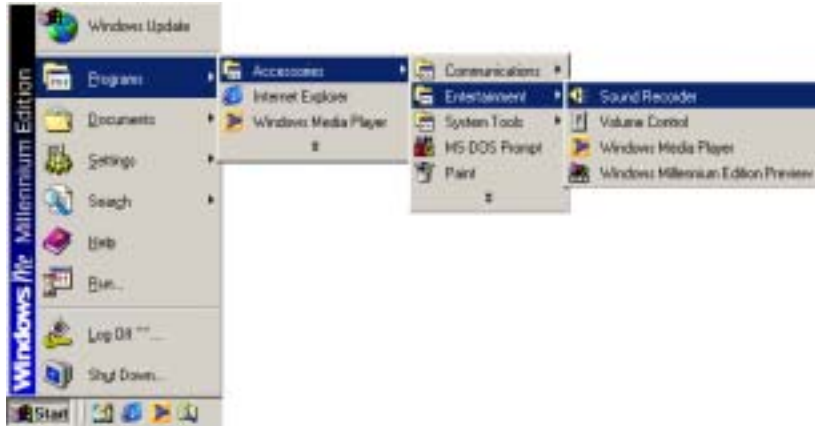 Windows Update
Programs
Documents
Settings
Search
Help
Run...
Log Off ""...
Shut Down...
Windows Me Millennium Edition
Start
Accessories
Internet Explorer
Windows Media Player
Communications
Entertainment
System Tools
MS-DOS Prompt
Paint
Sound Recorder
Volume Control
Windows Media Player
Windows Millennium Edition Preview